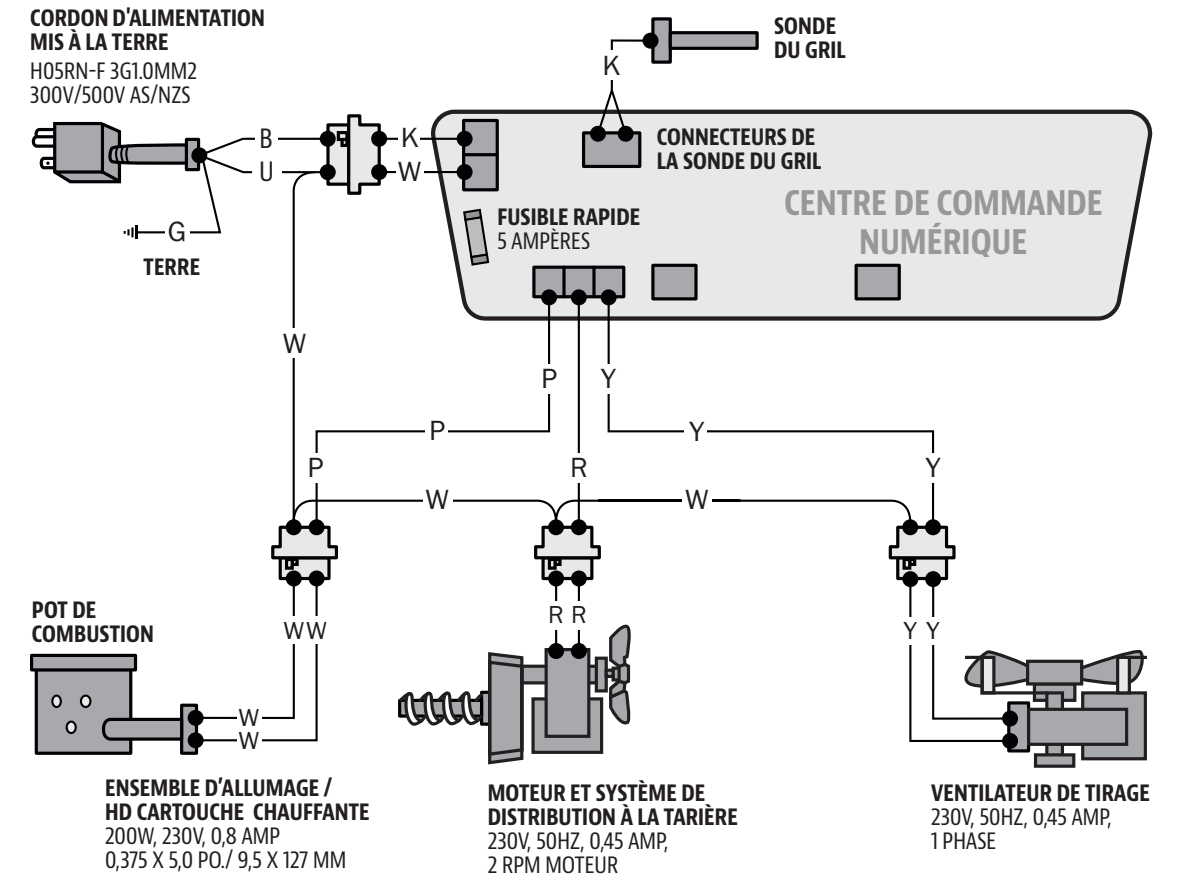 CORDON D'ALIMENTATION
MIS À LA TERRE
H05RN-F 3G1.0MM2
300V/500V AS/NZS
SONDE
DU GRIL
K
B
K
U
W
CONNECTEURS DE
LA SONDE DU GRIL
CENTRE DE COMMANDE
NUMÉRIQUE
FUSIBLE RAPIDE
5 AMPÈRES
G
TERRE
W
P
Y
P
Y
P
R
Y
W
W
POT DE
COMBUSTION
W W
R R
Y Y
W
W
ENSEMBLE D'ALLUMAGE /
HD CARTOUCHE CHAUFFANTE
200W, 230V, 0,8 AMP
0,375 X 5,0 PO./ 9,5 X 127 MM
MOTEUR ET SYSTÈME DE
DISTRIBUTION À LA TARIÈRE
230V, 50HZ, 0,45 AMP,
2 RPM MOTEUR
VENTILATEUR DE TIRAGE
230V, 50HZ, 0,45 AMP,
1 PHASE